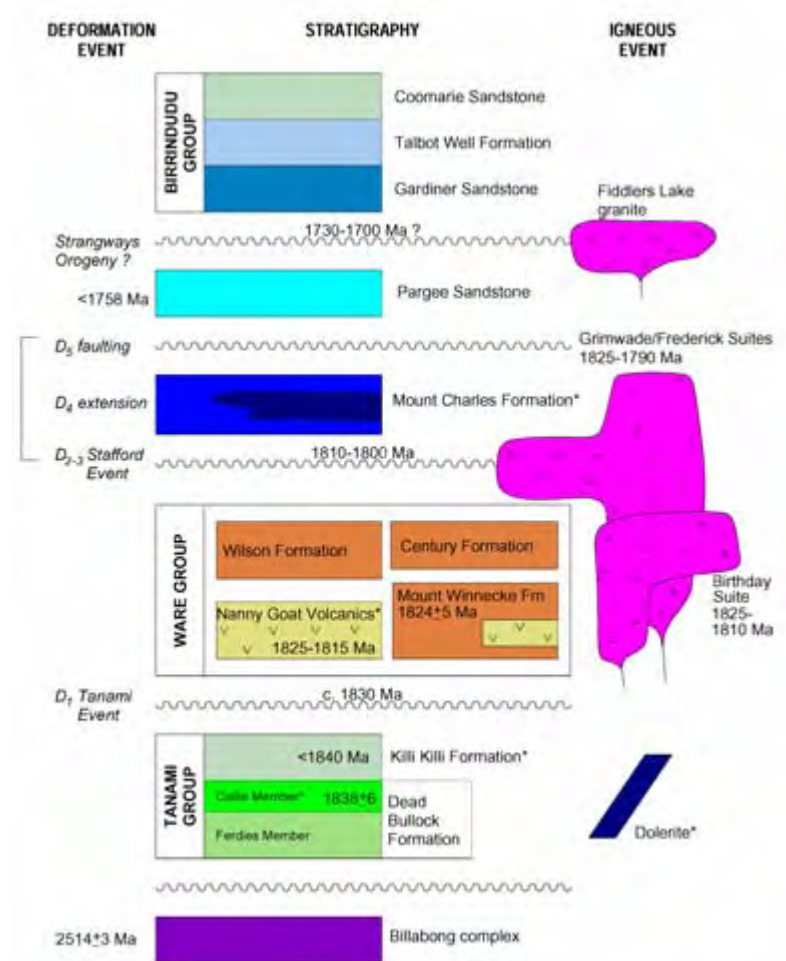 DEFORMATION
EVENT
STRATIGRAPHY
IGNEOUS
EVENT
BIRRINDUDU
GROUP
Coomarie Sandstone
Talbot Well Formation
Gardiner Sandstone
Fiddlers Lake
granite
1730-1700 Ma ?
Strangways
Orogeny ?
<1758 Ma
Pargee Sandstone
D5 faulting
Grimwade/Frederick Suites
1825-1790 Ma
D4 extension
Mount Charles Formation*
D2-3 Stafford
Event
1810-1800 Ma
WARE GROUP
Wilson Formation
Century Formation
Nanny Goat Volcanics*
1825-1815 Ma
Mount Winnecke Fm
1824±5 Ma
Birthday
Suite
1825-
1810 Ma
D1 Tanami
Event
c. 1830 Ma
TANAMI
GROUP
<1840 Ma
Killi Killi Formation*
Callie Member* 1838±6
Ferdies Member
Dead
Bullock
Formation
Dolerite*
2514±3 Ma
Billabong complex